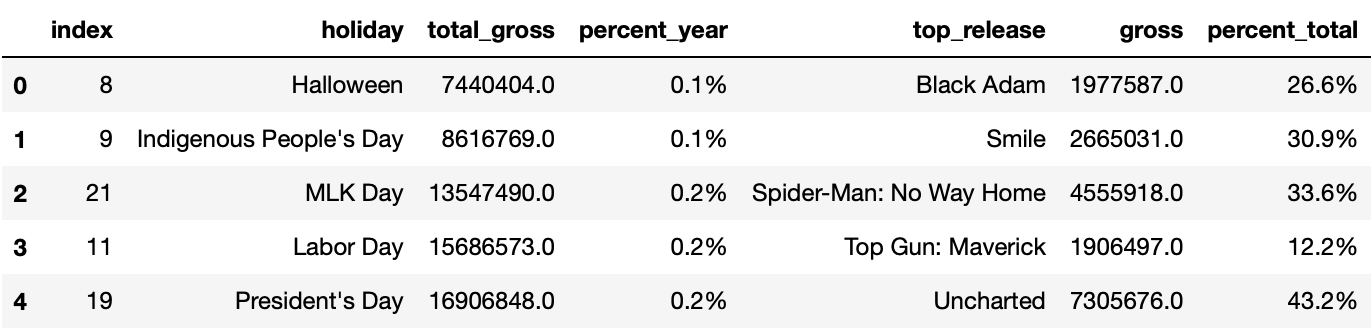 index holiday total_gross percent_year top_release gross percent_total
0 8 Halloween 7440404.0 0.1% Black Adam 1977587.0 26.6%
1 9 Indigenous People's Day 8616769.0 0.1% Smile 2665031.0 30.9%
2 21 MLK Day 13547490.0 0.2% Spider-Man: No Way Home 4555918.0 33.6%
3 11 Labor Day 15686573.0 0.2% Top Gun: Maverick 1906497.0 12.2%
4 19 President's Day 16906848.0 0.2% Uncharted 7305676.0 43.2%